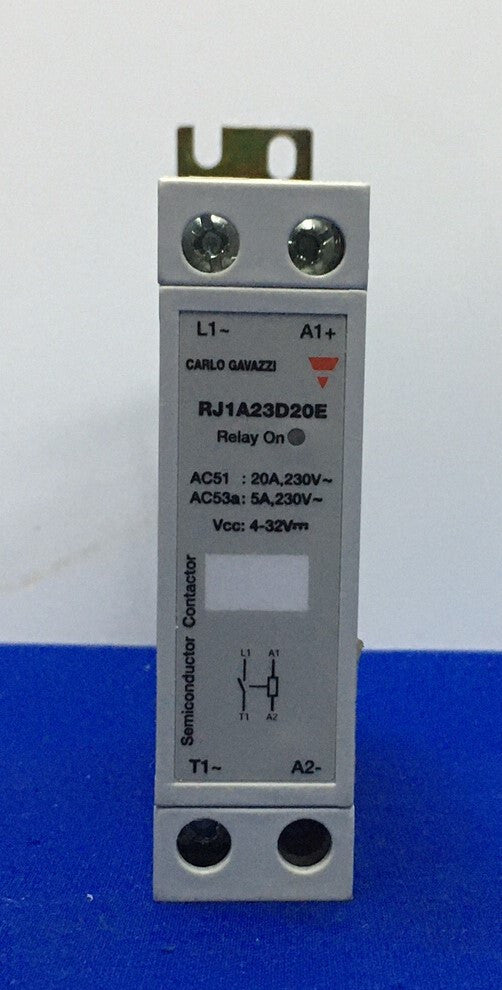 L1~ A1+
CARLO GAVAZZI
RJ1A23D20E
Relay On
AC51 : 20A,230V~
AC53a: 5A,230V~
Vcc: 4-32V⎓
Semiconductor Contactor
L1 A1
T1 A2
T1~ A2-